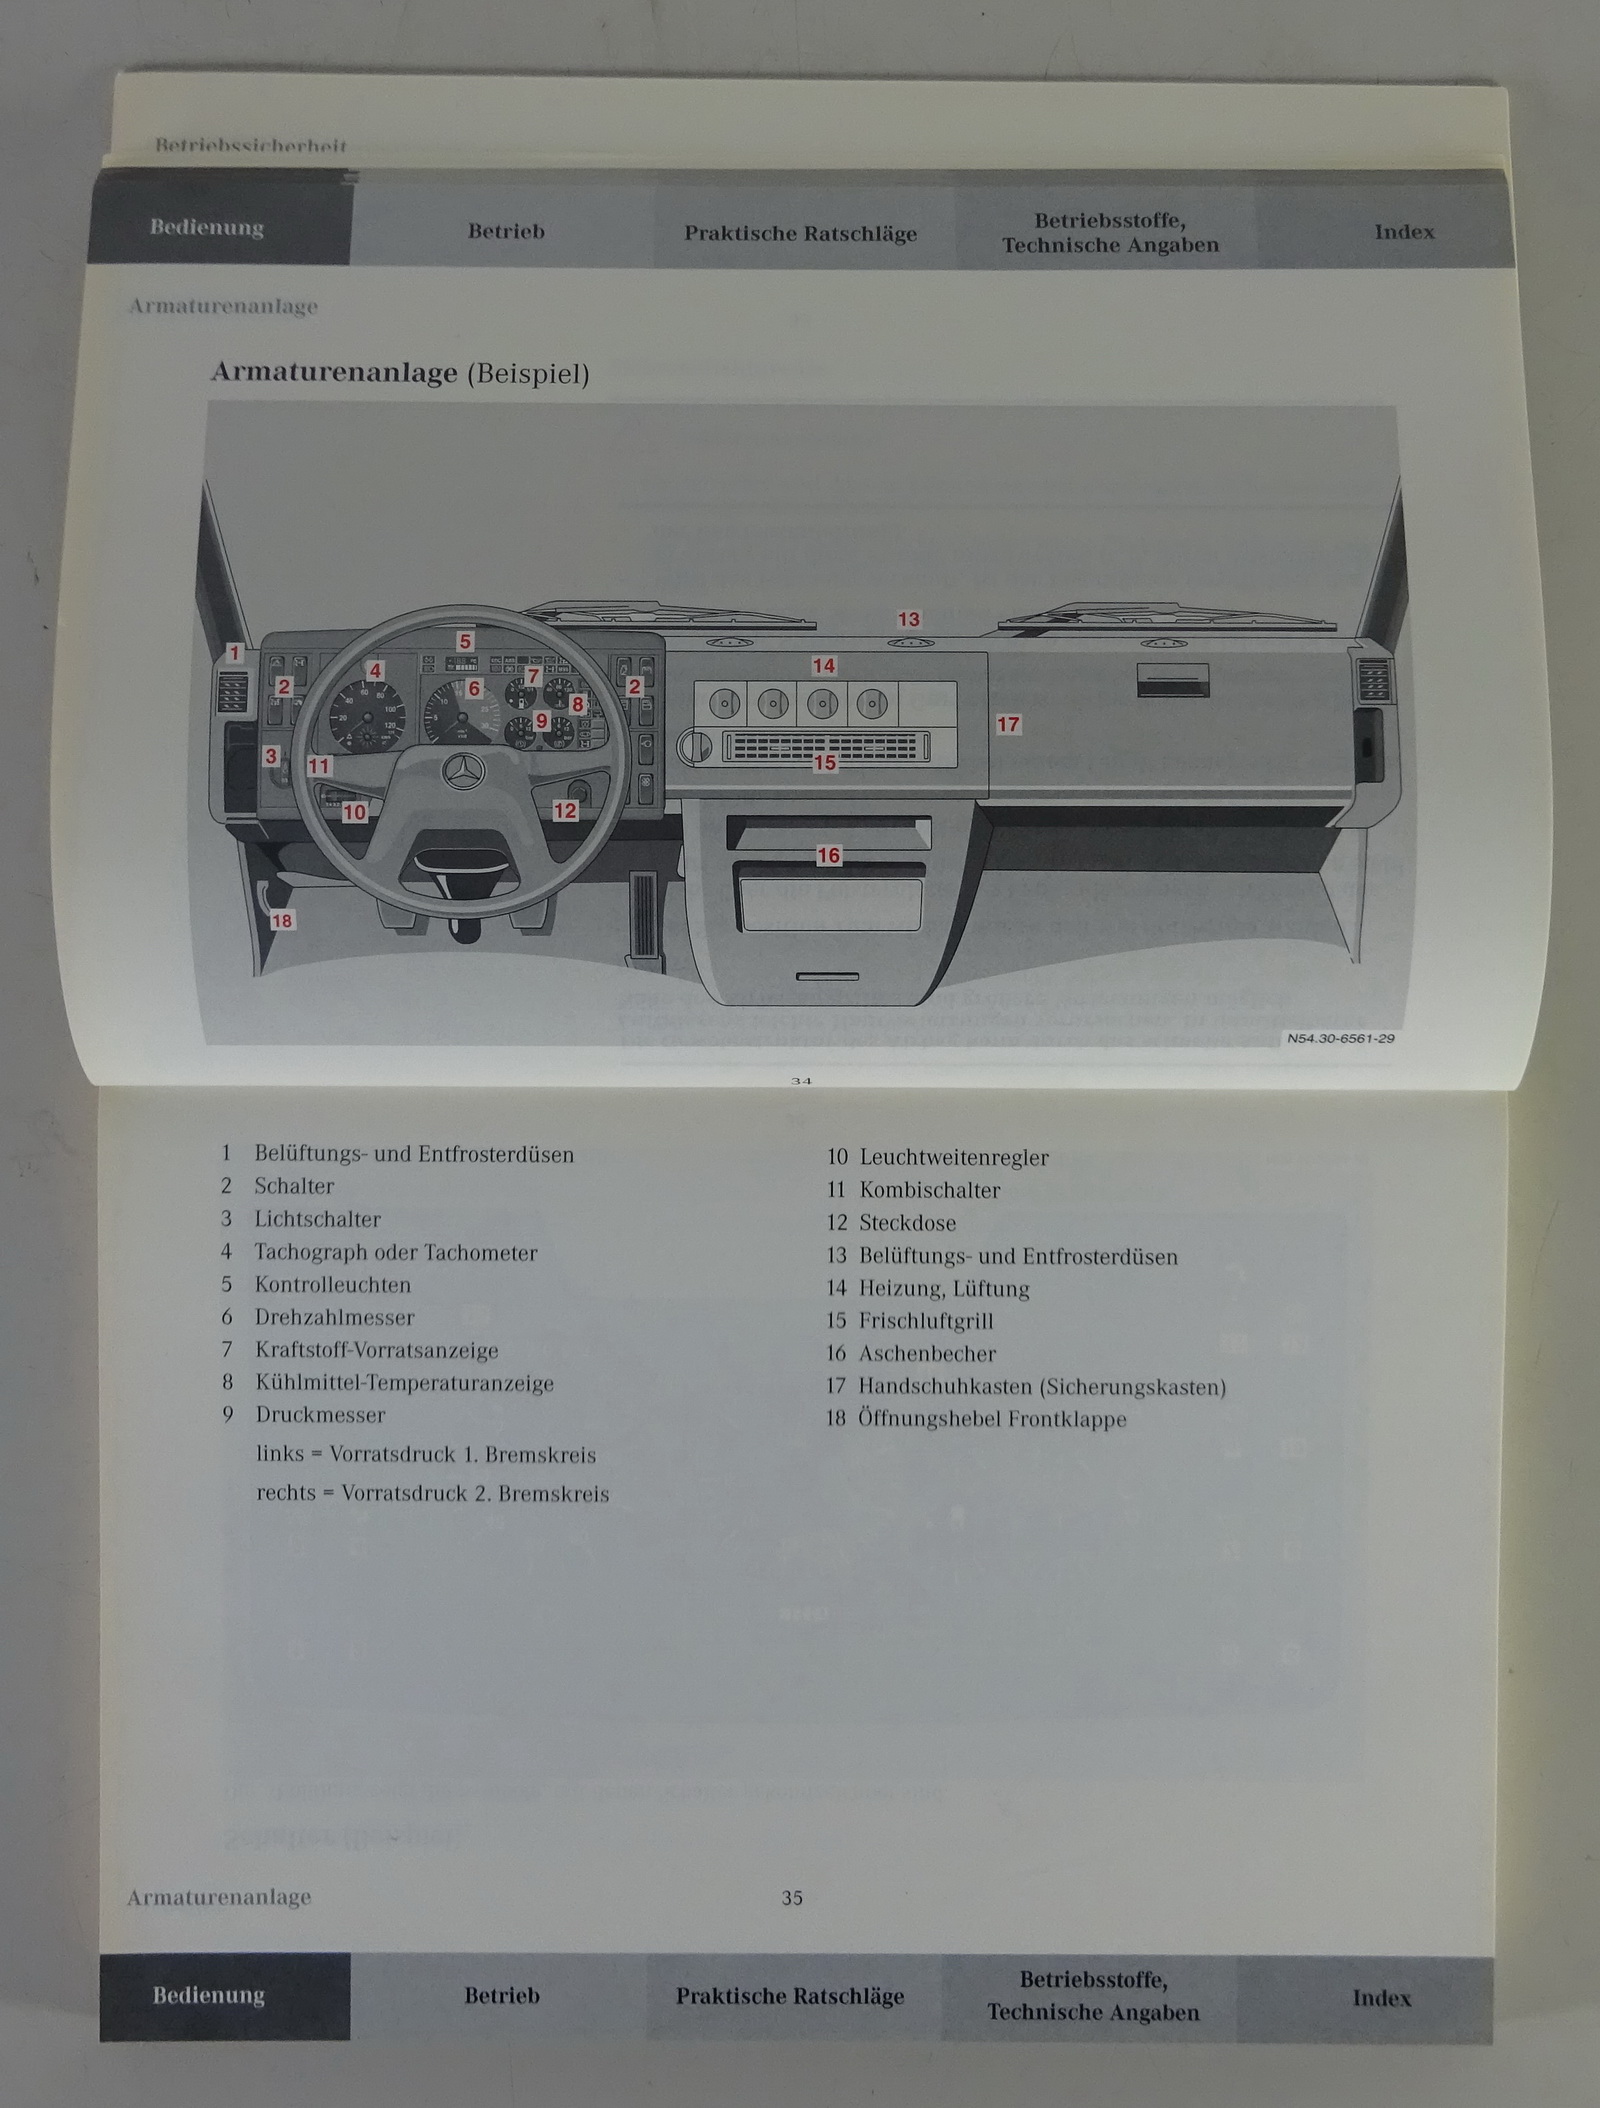 Betriebssicherheit
Bedienung
Betrieb
Praktische Ratschläge
Betriebsstoffe,
Technische Angaben
Index
Armaturenanlage
Armaturenanlage (Beispiel)
13
5
1
14
4
7
2
6
2
8
9
17
3
11
15
10
12
16
18
N54.30-6561-29
34
1 Belüftungs- und Entfrosterdüsen
2 Schalter
3 Lichtschalter
4 Tachograph oder Tachometer
5 Kontrolleuchten
6 Drehzahlmesser
7 Kraftstoff-Vorratsanzeige
8 Kühlmittel-Temperaturanzeige
9 Druckmesser
links = Vorratsdruck 1. Bremskreis
rechts = Vorratsdruck 2. Bremskreis
10 Leuchtweitenregler
11 Kombischalter
12 Steckdose
13 Belüftungs- und Entfrosterdüsen
14 Heizung, Lüftung
15 Frischluftgrill
16 Aschenbecher
17 Handschuhkasten (Sicherungskasten)
18 Öffnungshebel Frontklappe
Armaturenanlage
35
Bedienung
Betrieb
Praktische Ratschläge
Betriebsstoffe,
Technische Angaben
Index